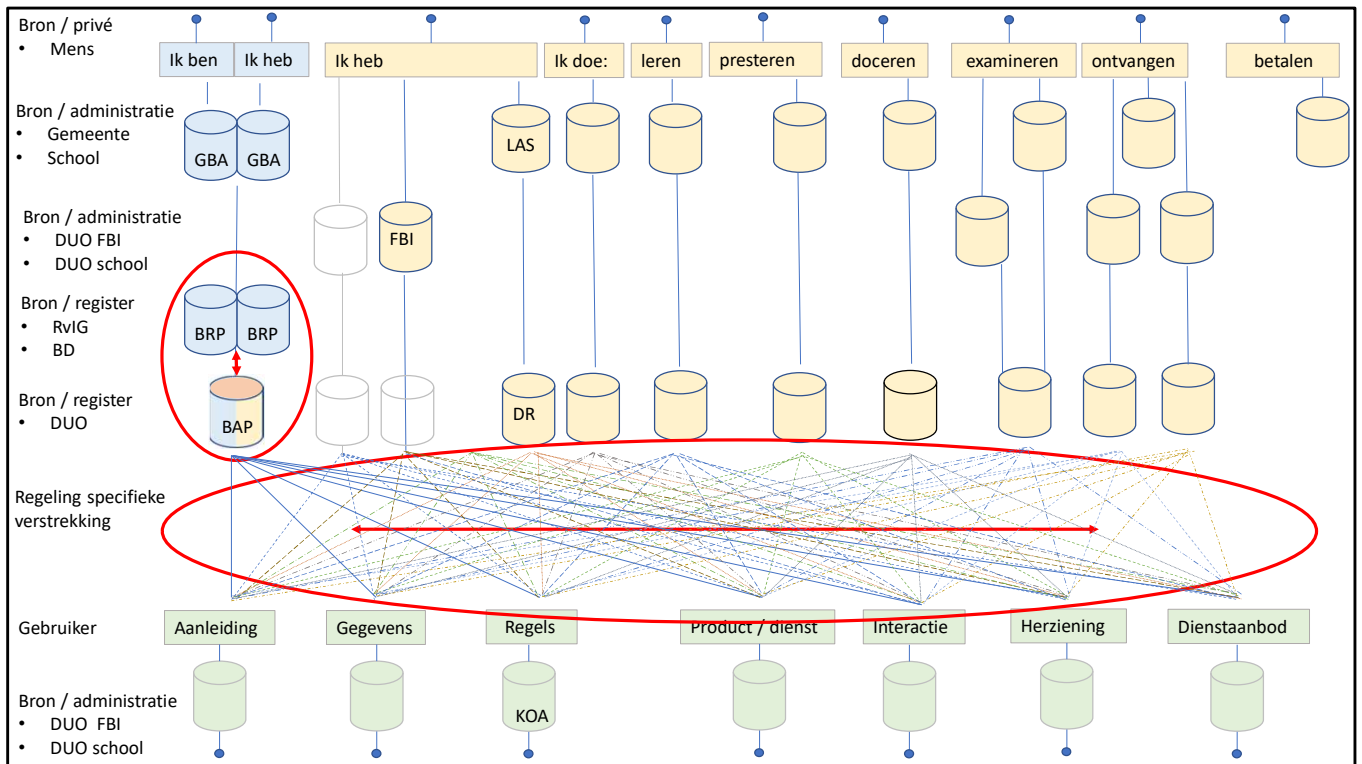 Bron / privé
• Mens
Ik ben
Ik heb
Ik heb
Ik doe:
leren
presteren
doceren
examineren
ontvangen
betalen
Bron / administratie
• Gemeente
• School
GBA
GBA
LAS
Bron / administratie
• DUO FBI
• DUO school
FBI
Bron / register
• RvIG
• BD
BRP
BRP
Bron / register
• DUO
BAP
DR
Regeling specifieke
verstrekking
Gebruiker
Aanleiding
Gegevens
Regels
Product / dienst
Interactie
Herziening
Dienstaanbod
Bron / administratie
• DUO FBI
• DUO school
KOA